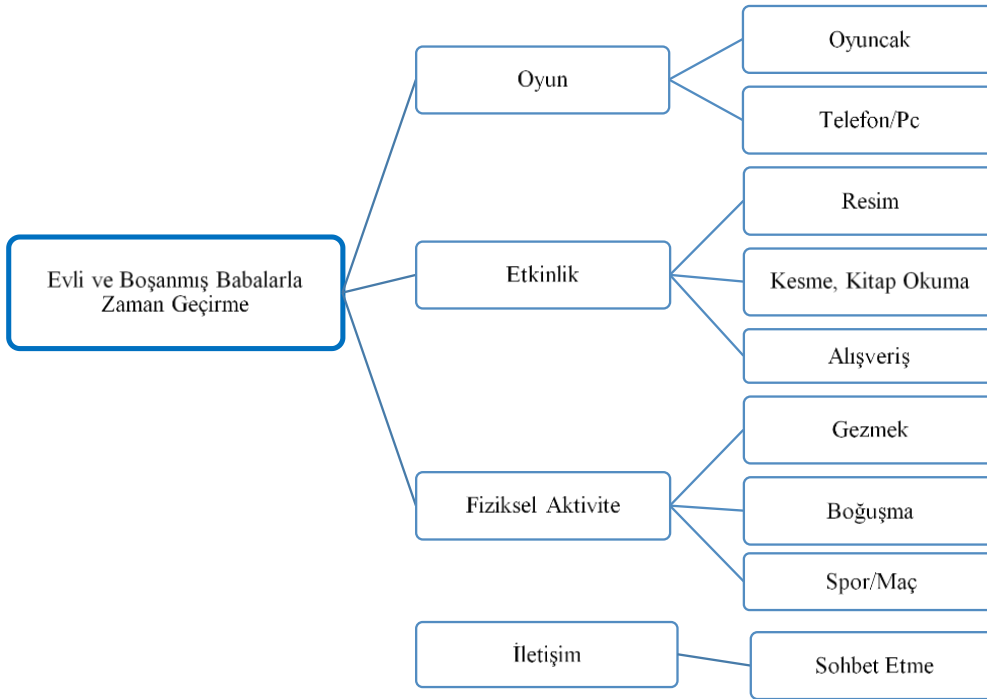 Evli ve Boşanmış Babalarla
Zaman Geçirme
Oyun
Oyuncak
Telefon/Pc
Etkinlik
Resim
Kesme, Kitap Okuma
Alışveriş
Fiziksel Aktivite
Gezmek
Boğuşma
Spor/Maç
İletişim
Sohbet Etme